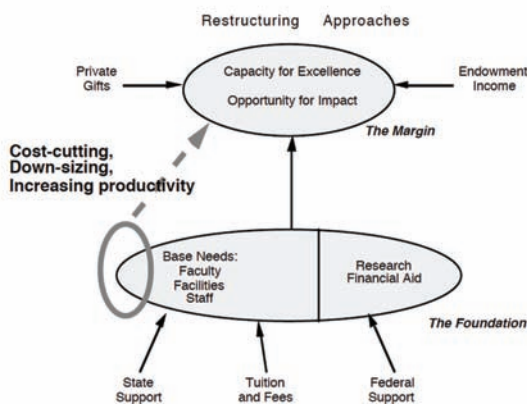 Restructuring Approaches
Private
Gifts
Capacity for Excellence
Opportunity for Impact
Endowment
Income
The Margin
Cost-cutting,
Down-sizing,
Increasing productivity
Base Needs:
Faculty
Facilities
Staff
Research
Financial Aid
The Foundation
State
Support
Tuition
and Fees
Federal
Support